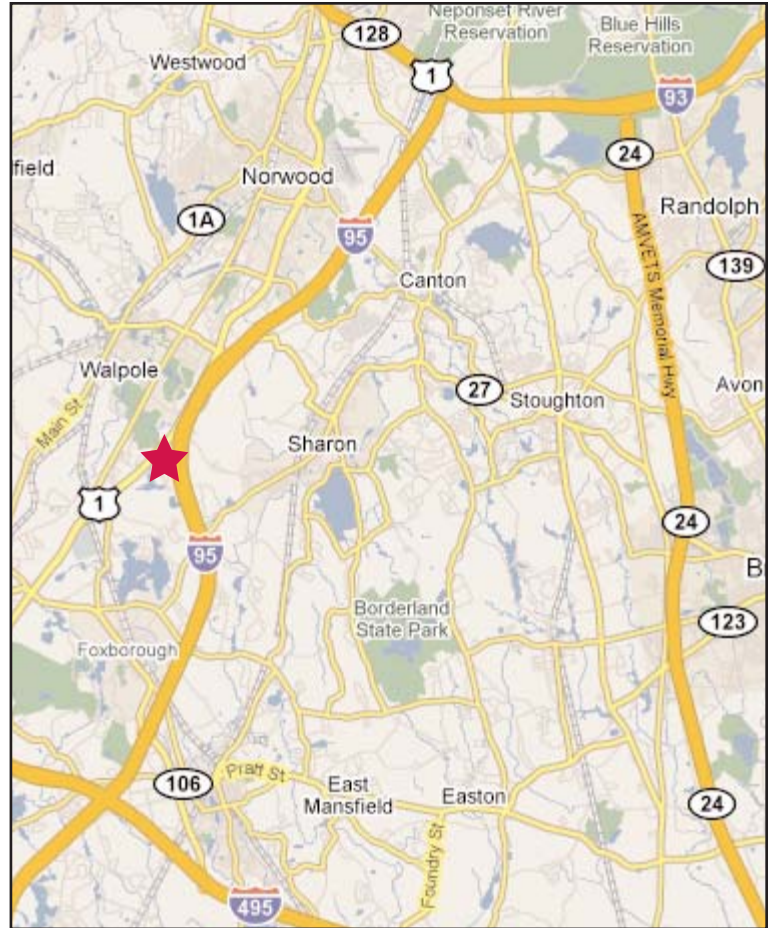 Neponset River
Reservation
128
Blue Hills
Reservation
1
Westwood
93
24
field
Norwood
Randolph
1A
AMVETS Memorial Hwy
95
139
Canton
Walpole
27
Avon
Stoughton
Main St
Sharon
1
24
95
B
Borderland
State Park
123
Foxborough
106
Pratt St
East
Mansfield
Easton
24
Foundry St
495